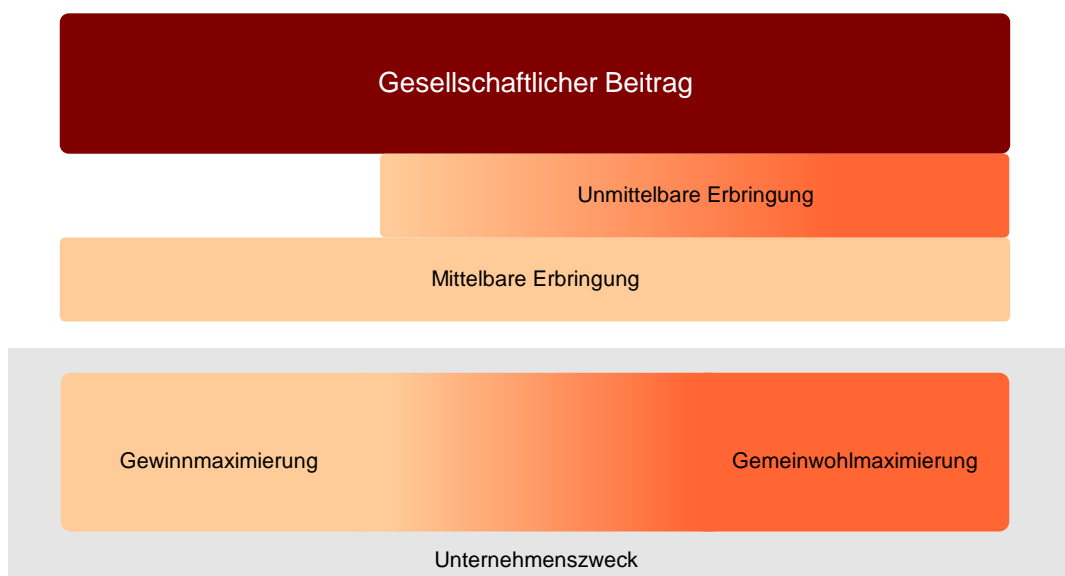 Gesellschaftlicher Beitrag
Unmittelbare Erbringung
Mittelbare Erbringung
Gewinnmaximierung
Gemeinwohlmaximierung
Unternehmenszweck